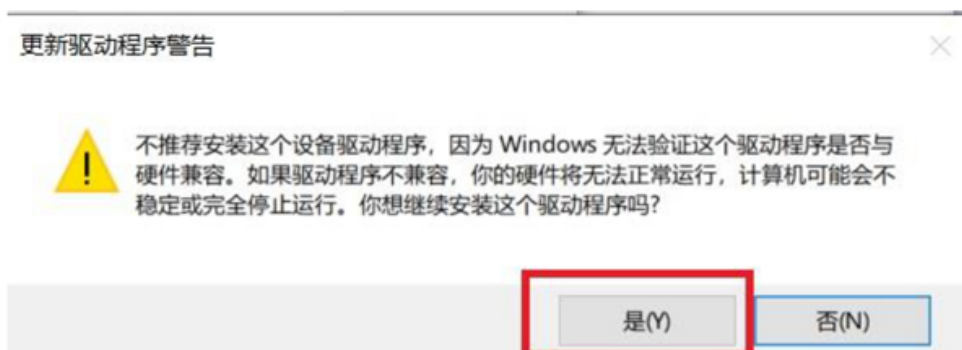 更新驱动程序警告
不推荐安装这个设备驱动程序，因为 Windows 无法验证这个驱动程序是否与
硬件兼容。如果驱动程序不兼容，你的硬件将无法正常运行，计算机可能会不
稳定或完全停止运行。你想继续安装这个驱动程序吗?
是(Y) 否(N)